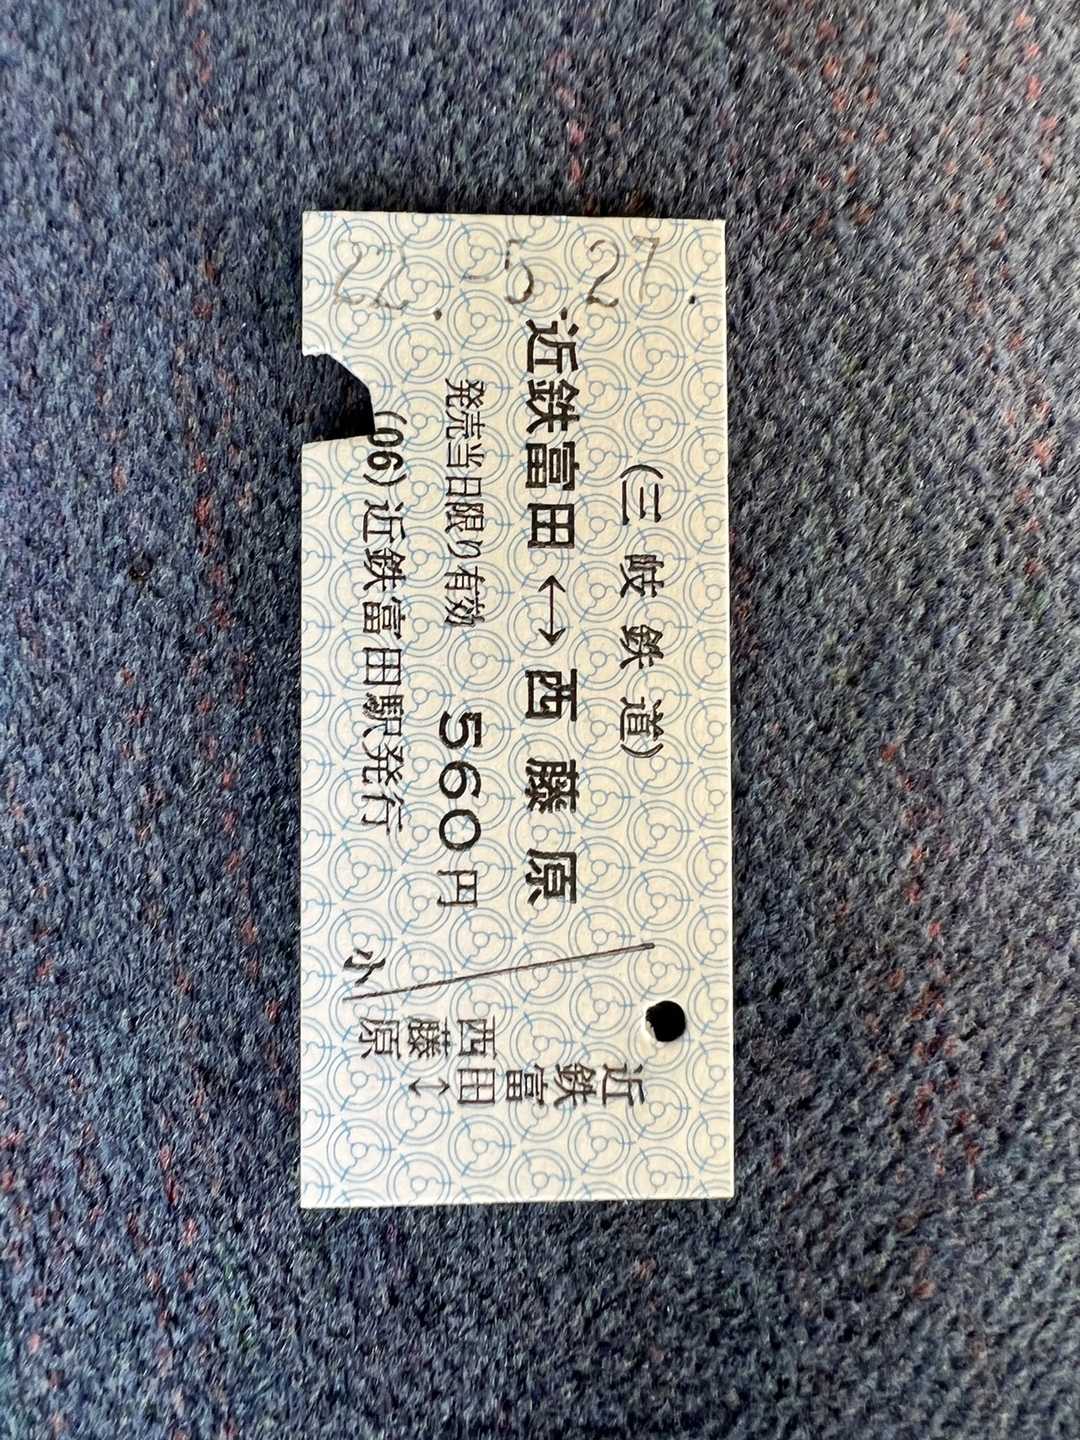 22.-5.27
(三岐鉄道)
近鉄富田↔西藤原
発売当日限り有効 560円
(06)近鉄富田駅発行
小
近鉄富田↕
西藤原